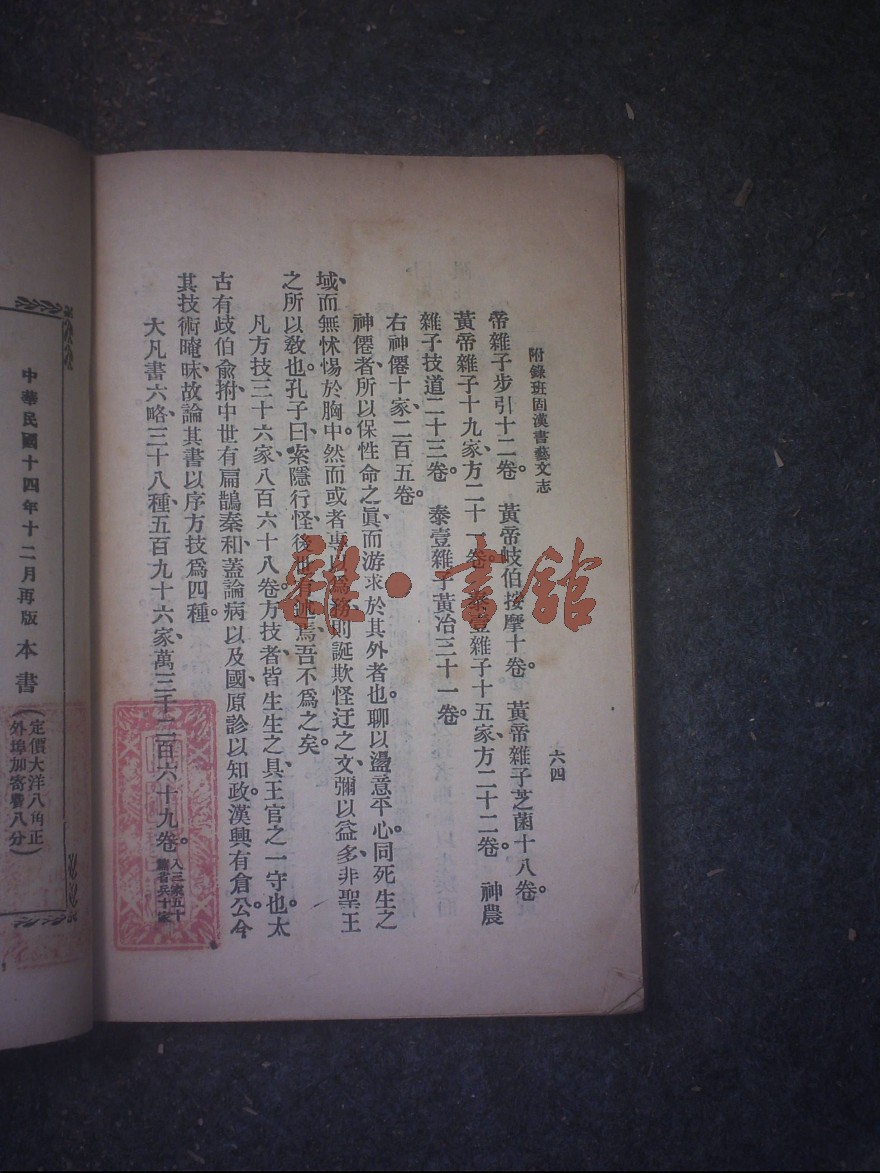 附錄班固漢書藝文志
六四
帝雜子步引十二卷。黃帝岐伯按摩十卷。黃帝雜子芝菌十八卷。
黃帝雜子十九家、方二十一卷。泰壹雜子十五家、方二十二卷。神農
雜子技道二十三卷。泰壹雜子黃冶三十一卷。
右神僊十家、二百五卷。
神僊者、所以保性命之眞、而游求於其外者也。聊以盪意平心、同死生之
域、而無怵惕於胸中。然而或者專以爲務、則誕欺怪迂之文、彌以益多、非聖王
之所以敎也。孔子曰、索隱行怪、後世有述焉、吾不爲之矣。
凡方技三十六家、八百六十八卷。方技者、皆生生之具、王官之一守也。太
古有歧伯俞拊、中世有扁鵲秦和、蓋論病以及國、原診以知政。漢興有倉公、今
其技術晻昧、故論其書、以序方技爲四種。
大凡書六略、三十八種、五百九十六家、萬三千二百六十九卷。
入三家五十
省兵十家
雜·書館
中華民國十四年十二月再版
本書
(定價大洋八角正
外埠加寄費八分)